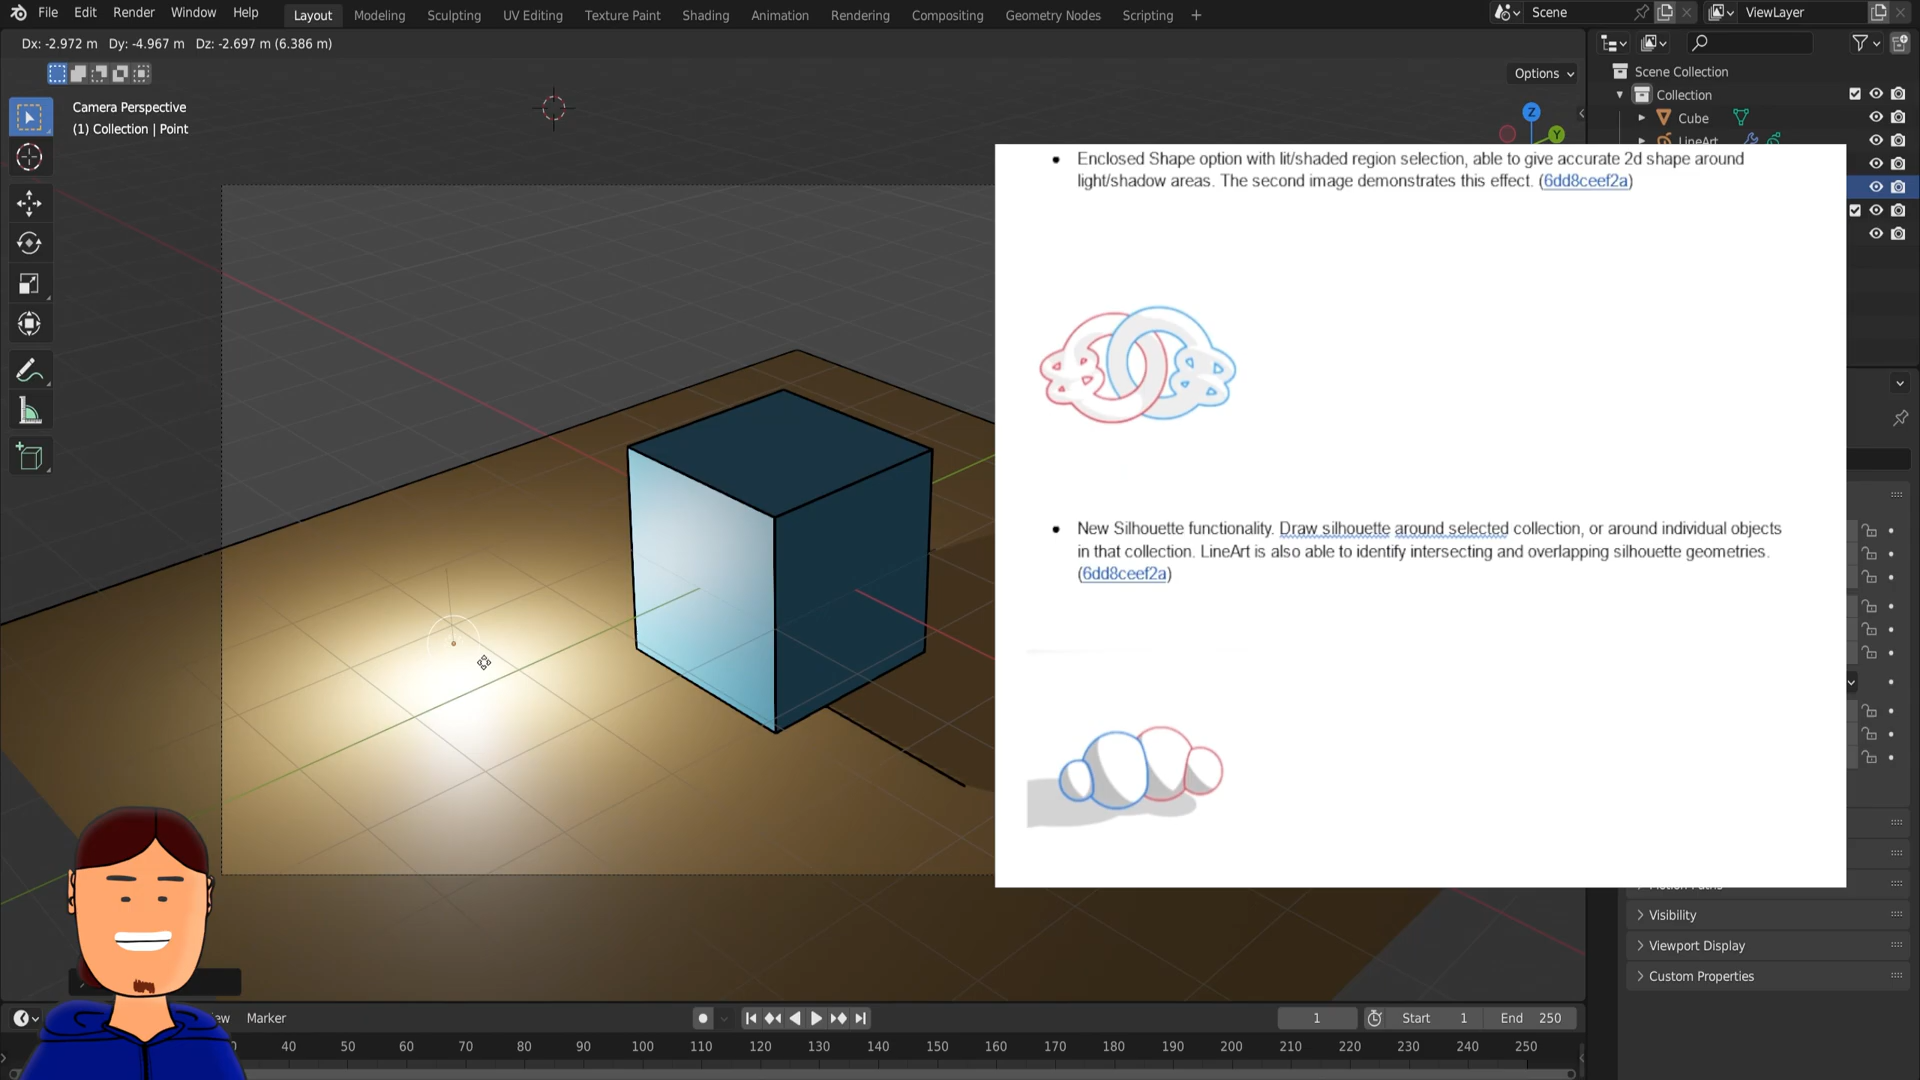 File Edit Render Window Help Layout Modeling Sculpting UV Editing Texture Paint Shading Animation Rendering Compositing Geometry Nodes Scripting + Scene ViewLayer
Dx: -2.972 m Dy: -4.967 m Dz: -2.697 m (6.386 m)
Options
Camera Perspective
(1) Collection | Point
Z
Y
Scene Collection
Collection
Cube
LineArt
• Enclosed Shape option with lit/shaded region selection, able to give accurate 2d shape around
light/shadow areas. The second image demonstrates this effect. (6dd8ceef2a)
• New Silhouette functionality. Draw silhouette around selected collection, or around individual objects
in that collection. LineArt is also able to identify intersecting and overlapping silhouette geometries.
(6dd8ceef2a)
Visibility
Viewport Display
Custom Properties
Marker 1 Start 1 End 250
40 50 60 70 80 90 100 110 120 130 140 150 160 170 180 190 200 210 220 230 240 250